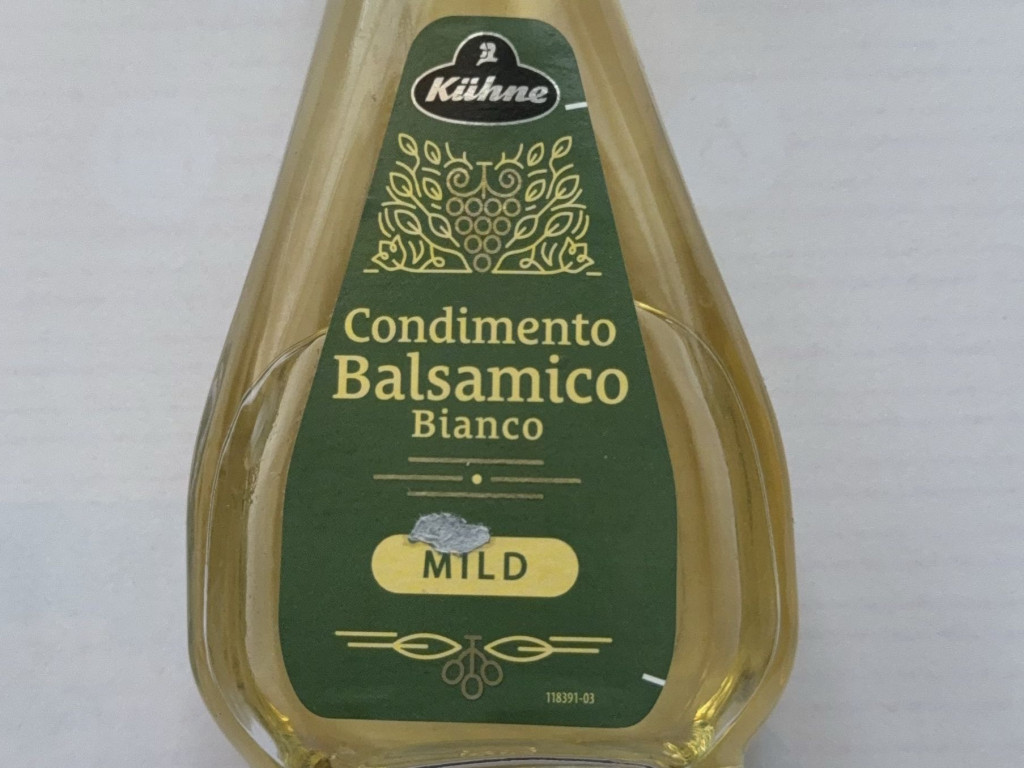 Kühne
Condimento
Balsamico
Bianco
MILD
118391-03